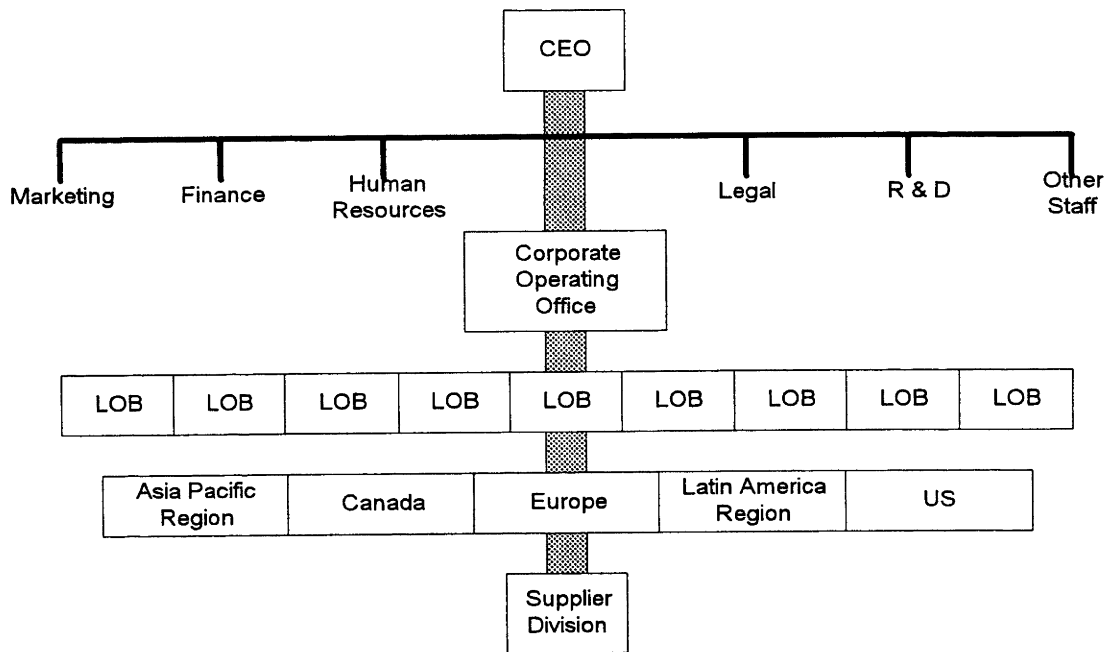 CEO
Marketing
Finance
Human
Resources
Legal
R & D
Other
Staff
Corporate
Operating
Office
LOB
LOB
LOB
LOB
LOB
LOB
LOB
LOB
LOB
Asia Pacific
Region
Canada
Europe
Latin America
Region
US
Supplier
Division